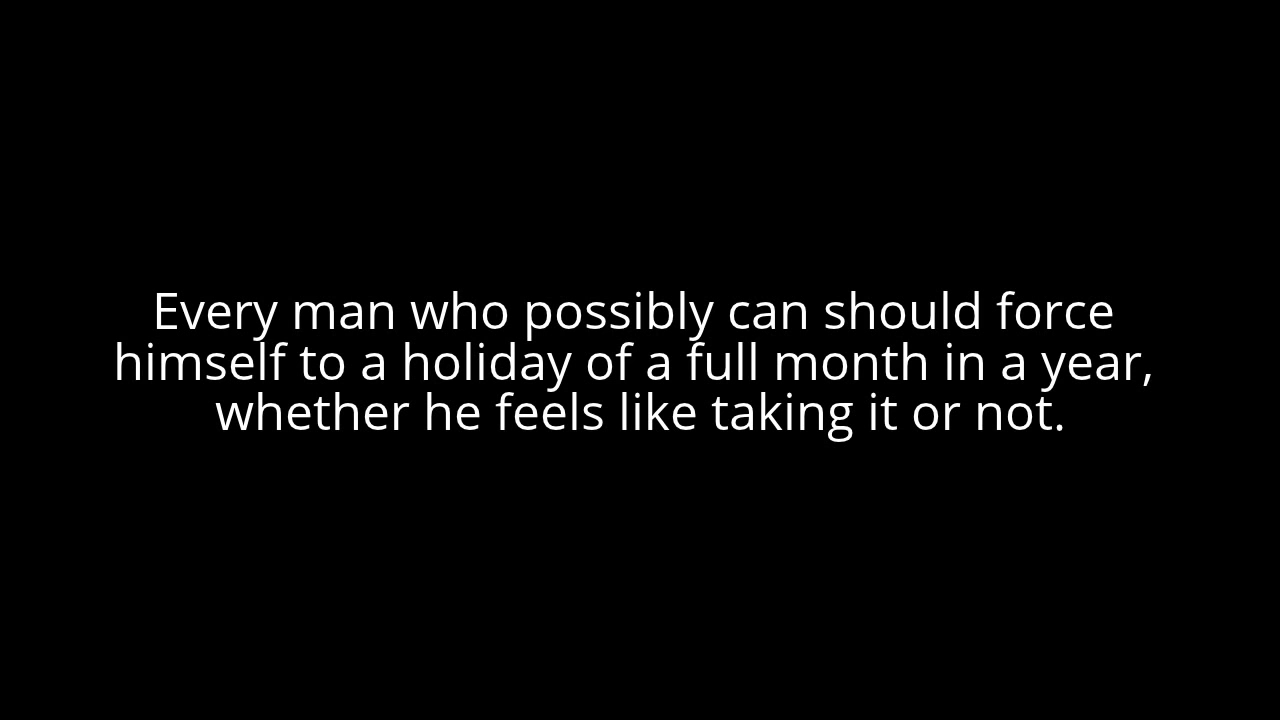 Every man who possibly can should force
himself to a holiday of a full month in a year,
whether he feels like taking it or not.